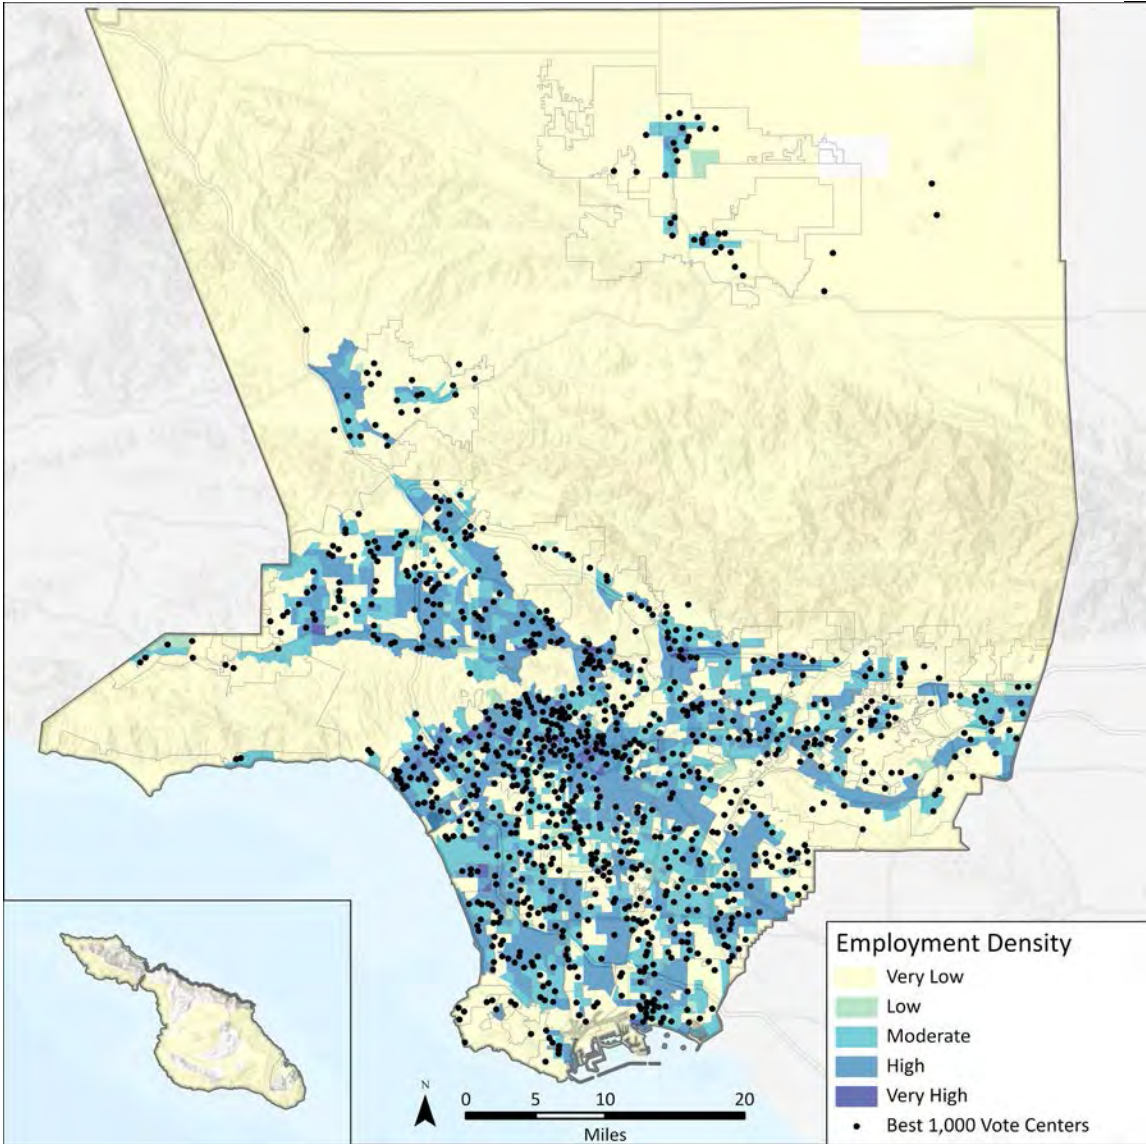 Employment Density
Very Low
Low
Moderate
High
Very High
Best 1,000 Vote Centers
N
0 5 10 20
Miles